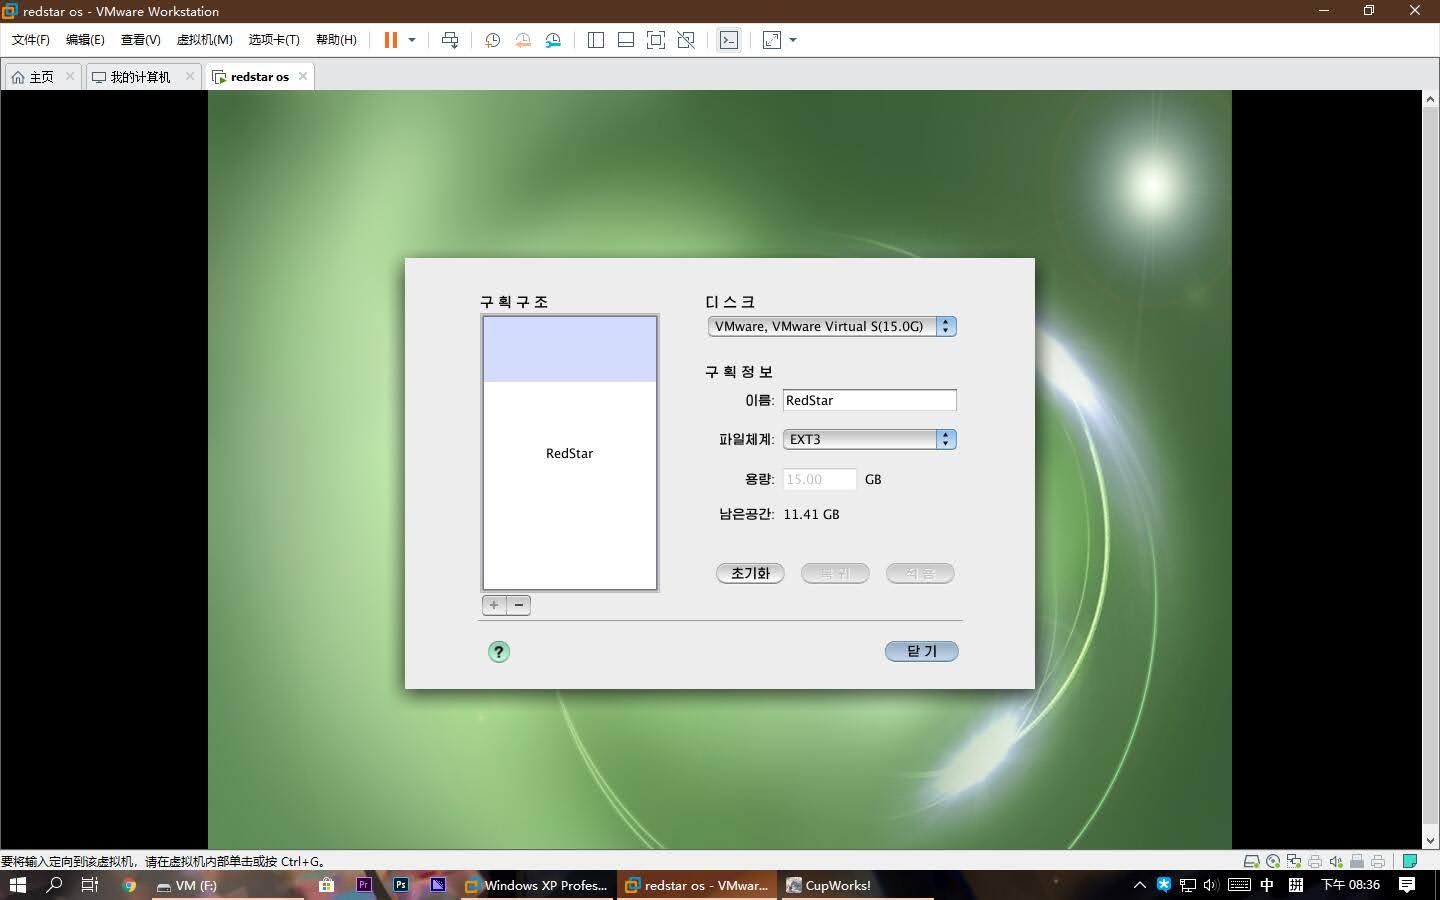 redstar os - VMware Workstation
文件(F) 编辑(E) 查看(V) 虚拟机(M) 选项卡(T) 帮助(H)
主页 我的计算机 redstar os
구획구조
RedStar
디스크
VMware, VMware Virtual S(15.0G)
구획정보
이름: RedStar
파일체계: EXT3
용량: 15.00 GB
남은공간: 11.41 GB
초기화
닫기
要将输入定向到该虚拟机，请在虚拟机内部单击或按 Ctrl+G。
VM (F:) Pr Ps Windows XP Profes... redstar os - VMwar... CupWorks! 中 拼 下午 08:36